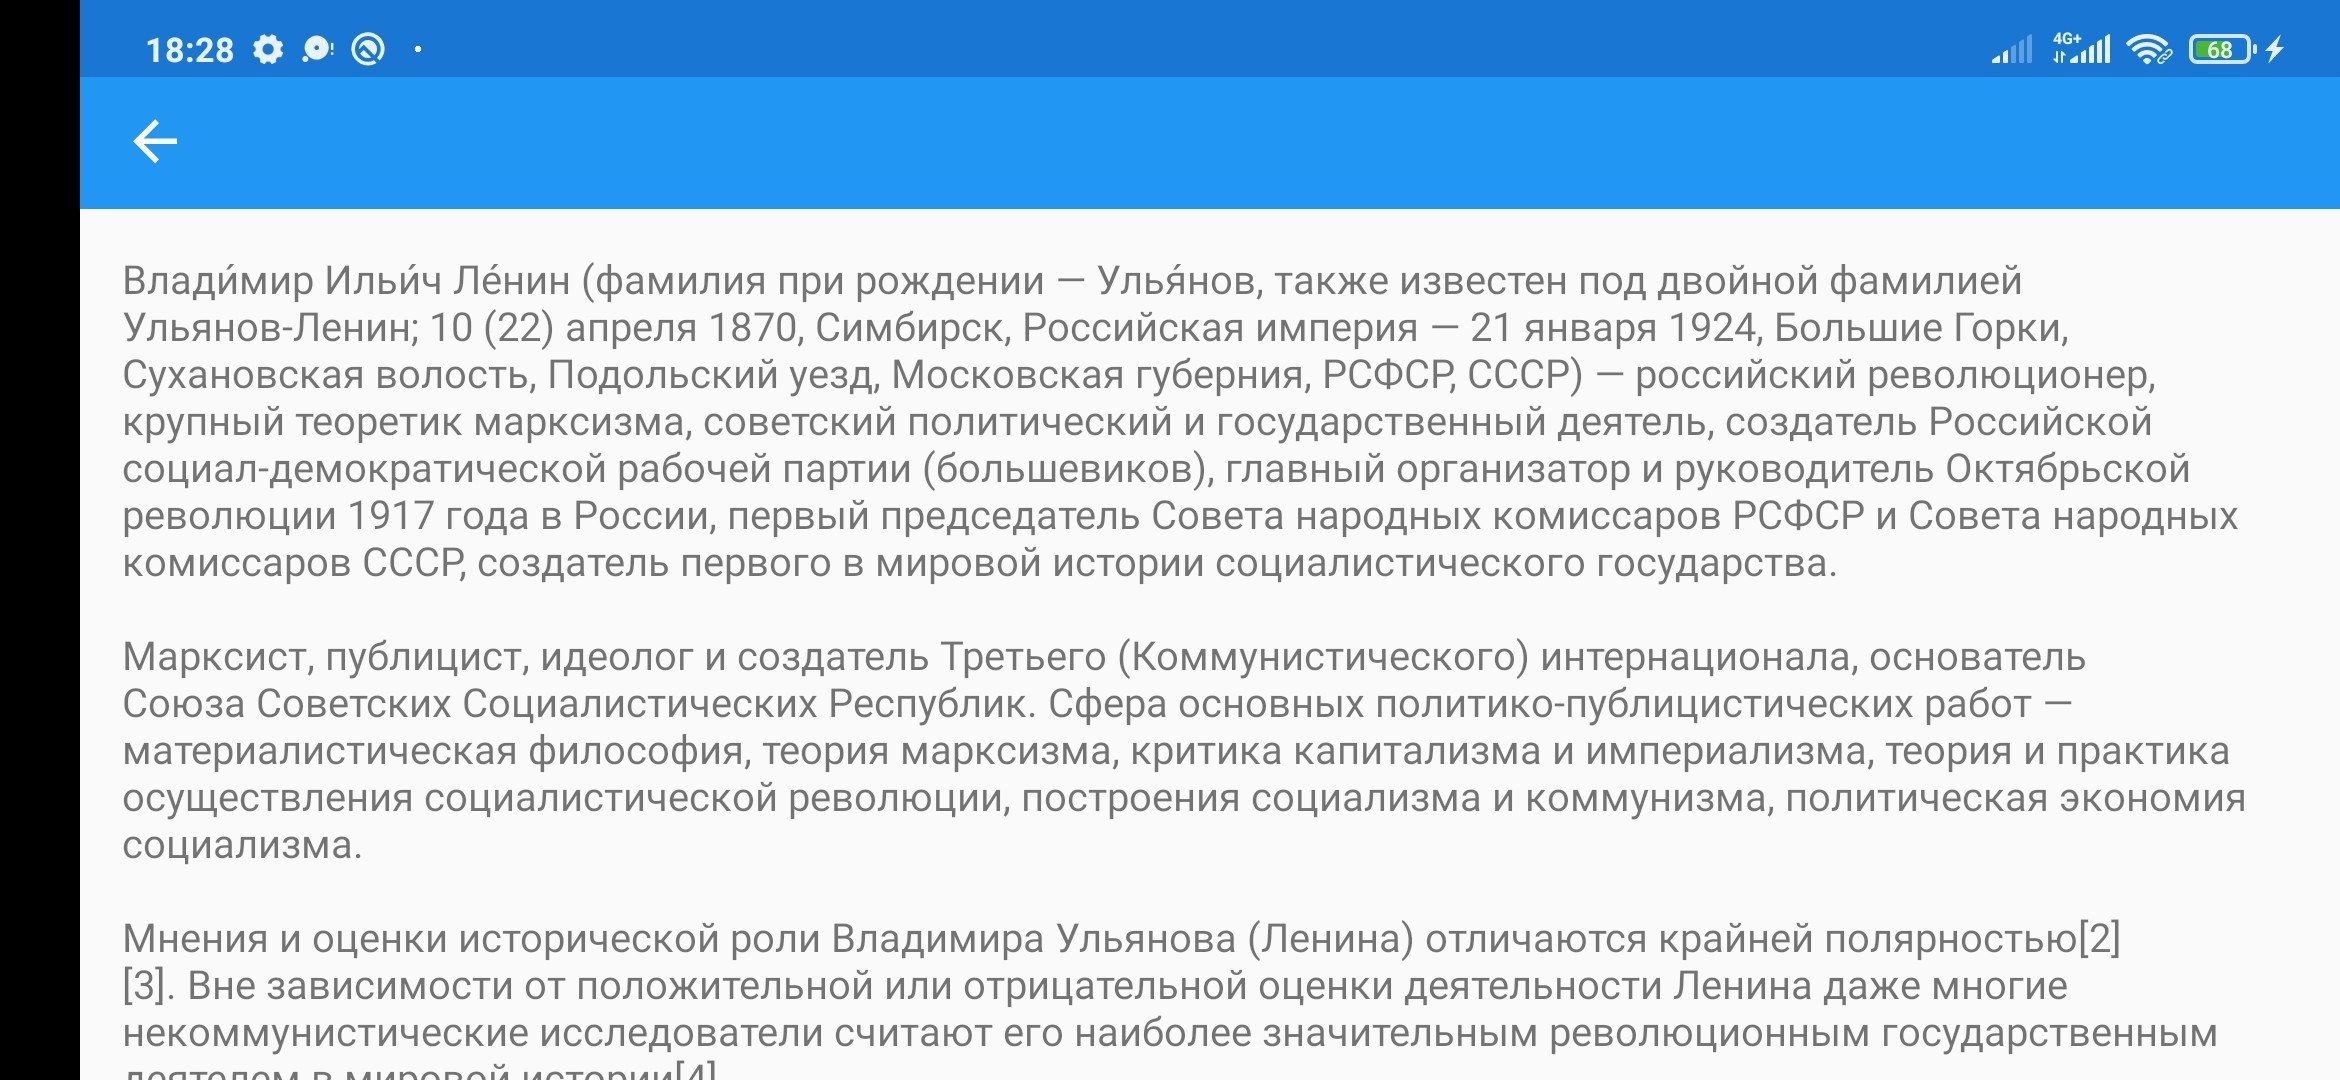 18:28
4G+
68
Влади́мир Ильи́ч Ле́нин (фамилия при рождении — Улья́нов, также известен под двойной фамилией
Ульянов-Ленин; 10 (22) апреля 1870, Симбирск, Российская империя — 21 января 1924, Большие Горки,
Сухановская волость, Подольский уезд, Московская губерния, РСФСР, СССР) — российский революционер,
крупный теоретик марксизма, советский политический и государственный деятель, создатель Российской
социал-демократической рабочей партии (большевиков), главный организатор и руководитель Октябрьской
революции 1917 года в России, первый председатель Совета народных комиссаров РСФСР и Совета народных
комиссаров СССР, создатель первого в мировой истории социалистического государства.
Марксист, публицист, идеолог и создатель Третьего (Коммунистического) интернационала, основатель
Союза Советских Социалистических Республик. Сфера основных политико-публицистических работ —
материалистическая философия, теория марксизма, критика капитализма и империализма, теория и практика
осуществления социалистической революции, построения социализма и коммунизма, политическая экономия
социализма.
Мнения и оценки исторической роли Владимира Ульянова (Ленина) отличаются крайней полярностью[2]
[3]. Вне зависимости от положительной или отрицательной оценки деятельности Ленина даже многие
некоммунистические исследователи считают его наиболее значительным революционным государственным
деятелем в мировой истории[4]